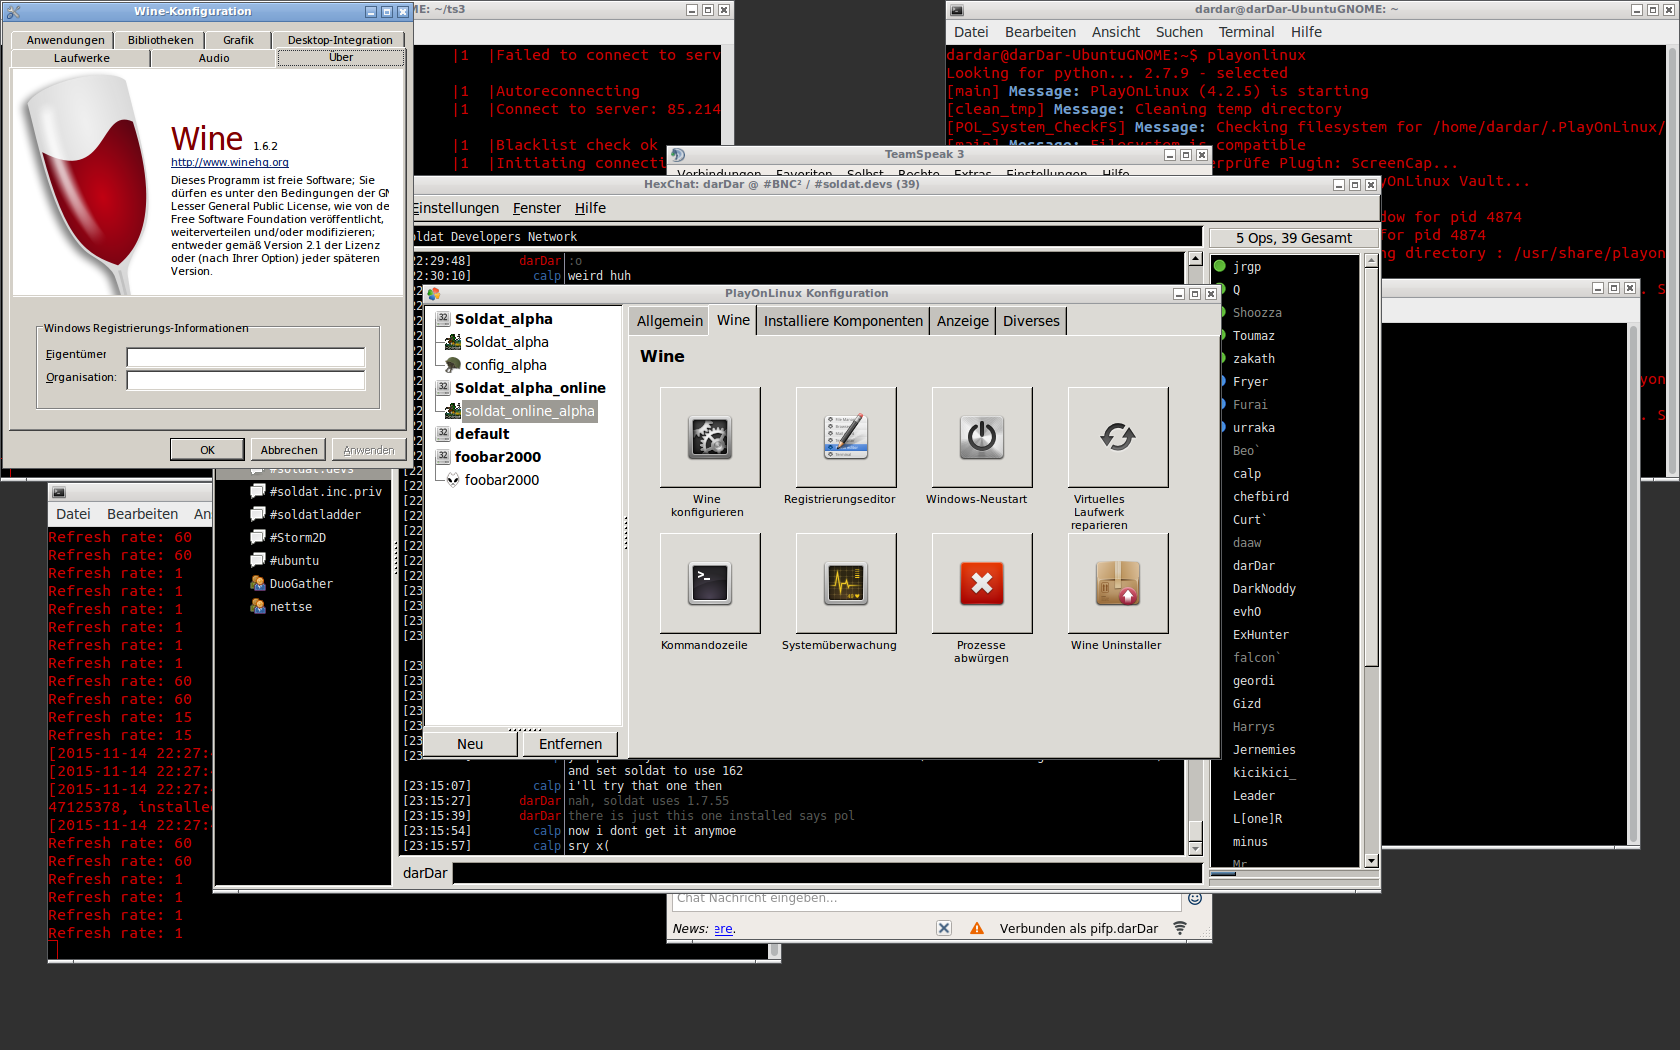 Wine-Konfiguration
Anwendungen
Bibliotheken
Grafik
Desktop-Integration
Laufwerke
Audio
Über
Wine 1.6.2
http://www.winehq.org
Dieses Programm ist freie Software; Sie
dürfen es unter den Bedingungen der GN
Lesser General Public License, wie von de
Free Software Foundation veröffentlicht,
weiterverteilen und/oder modifizieren;
entweder gemäß Version 2.1 der Lizenz
oder (nach Ihrer Option) jeder späteren
Version.
Windows Registrierungs-Informationen
Eigentümer
Organisation:
OK
Abbrechen
Anwenden
ME: ~/ts3
|1 |Failed to connect to serv
|1 |Autoreconnecting
|1 |Connect to server: 85.214
|1 |Blacklist check ok
|1 |Initiating connecti
dardar@darDar-UbuntuGNOME: ~
Datei Bearbeiten Ansicht Suchen Terminal Hilfe
dardar@darDar-UbuntuGNOME:~$ playonlinux
Looking for python... 2.7.9 - selected
[main] Message: PlayOnLinux (4.2.5) is starting
[clean_tmp] Message: Cleaning temp directory
[POL_System_CheckFS] Message: Checking filesystem for /home/dardar/.PlayOnLinux/
[main] Message: Filesystem is compatible
erprOfe Plugin: ScreenCap...
yOnLinux Vault...
dow for pid 4874
for pid 4874
ng directory : /usr/share/playon
. S
yon
. S
TeamSpeak 3
Verbindungen Favoriten Selbst Rechte Extras Einstellungen Hilfe
HexChat: darDar @ #BNC² / #soldat.devs (39)
Einstellungen Fenster Hilfe
oldat Developers Network
5 Ops, 39 Gesamt
22:29:48] darDar :o
22:30:10] calp weird huh
PlayOnLinux Konfiguration
Soldat_alpha
Soldat_alpha
config_alpha
Soldat_alpha_online
soldat_online_alpha
default
foobar2000
foobar2000
Neu
Entfernen
Allgemein
Wine
Installiere Komponenten
Anzeige
Diverses
Wine
Wine
konfigurieren
Registrierungseditor
Windows-Neustart
Virtuelles
Laufwerk
reparieren
Kommandozeile
Systemüberwachung
Prozesse
abwürgen
Wine Uninstaller
and set soldat to use 162
[23:15:07] calp i'll try that one then
[23:15:27] darDar nah, soldat uses 1.7.55
[23:15:39] darDar there is just this one installed says pol
[23:15:54] calp now i dont get it anymoe
[23:15:57] calp sry x(
darDar
jrgp
Q
Shoozza
Toumaz
zakath
Fryer
Furai
urraka
Beo`
calp
chefbird
Curt`
daaw
darDar
DarkNoddy
evhO
ExHunter
falcon`
geordi
Gizd
Harrys
Jernemies
kicikici_
Leader
L[one]R
minus
Mr
#soldat.devs
#soldat.inc.priv
#soldatladder
#Storm2D
#ubuntu
DuoGather
nettse
Datei Bearbeiten An
Refresh rate: 60
Refresh rate: 60
Refresh rate: 1
Refresh rate: 1
Refresh rate: 1
Refresh rate: 1
Refresh rate: 1
Refresh rate: 1
Refresh rate: 60
Refresh rate: 60
Refresh rate: 15
Refresh rate: 15
[2015-11-14 22:27:
[2015-11-14 22:27:
[2015-11-14 22:27:
47125378, installe
[2015-11-14 22:27:
Refresh rate: 60
Refresh rate: 60
Refresh rate: 1
Refresh rate: 1
Refresh rate: 1
Refresh rate: 1
Chat Nachricht eingeben...
News: ere.
Verbunden als pifp.darDar